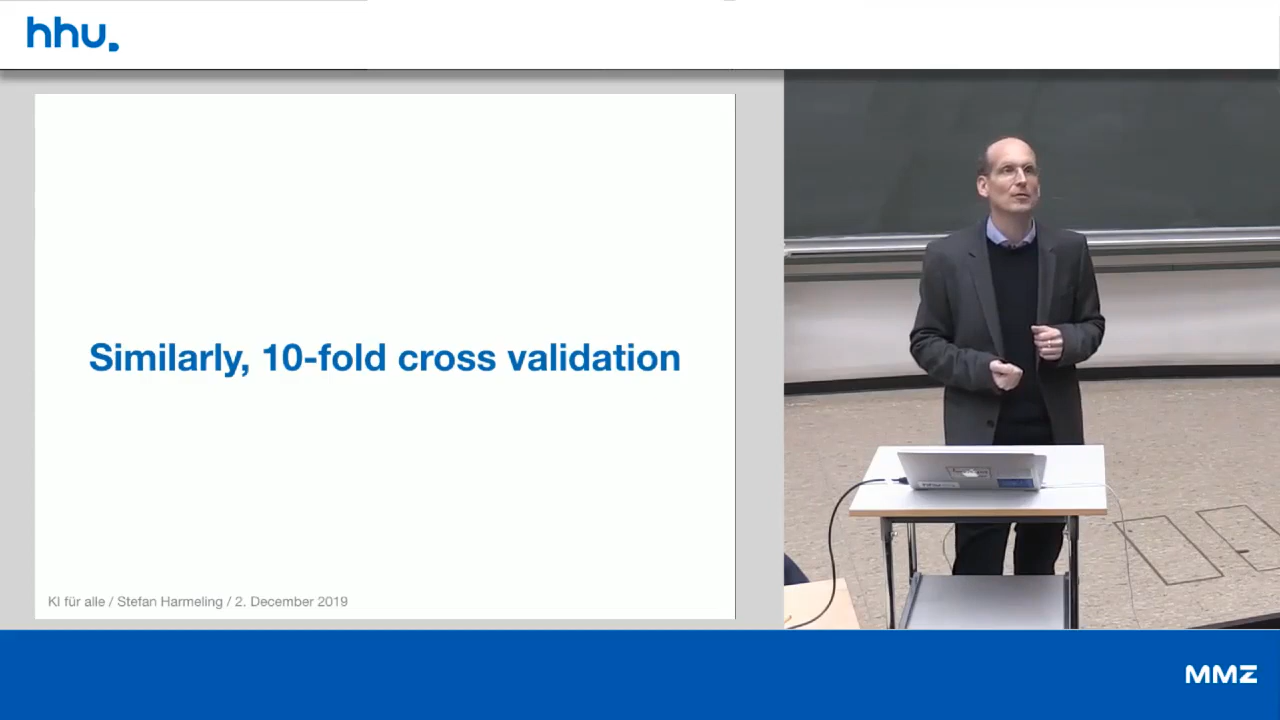 hhu.
Similarly, 10-fold cross validation
KI für alle / Stefan Harmeling / 2. December 2019
MMZ